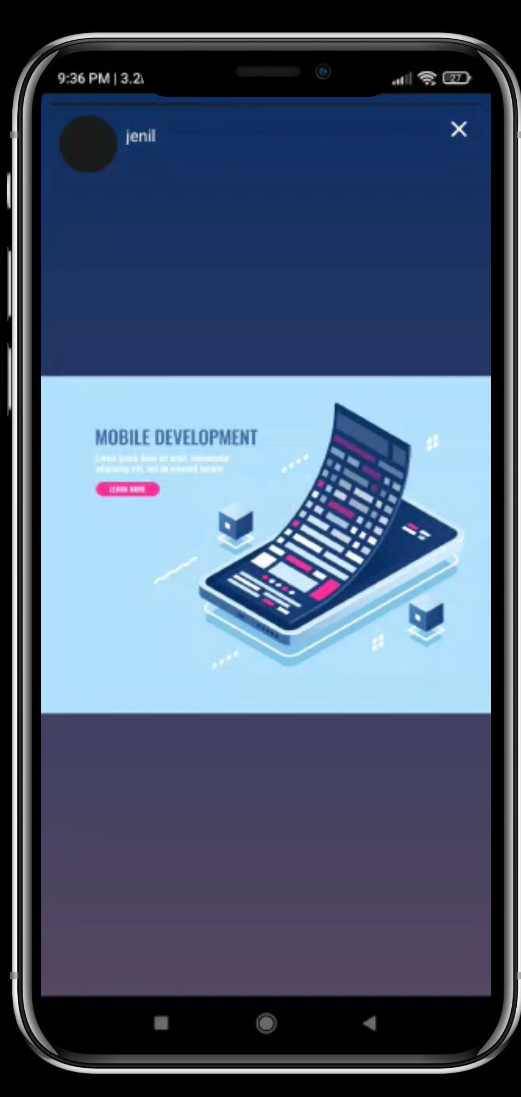 9:36 PM | 3.2
27
jenil
MOBILE DEVELOPMENT
Lorem ipsum dolor sit amet, consectetur
adipiscing elit, sed do eiusmod tempor
LEARN MORE